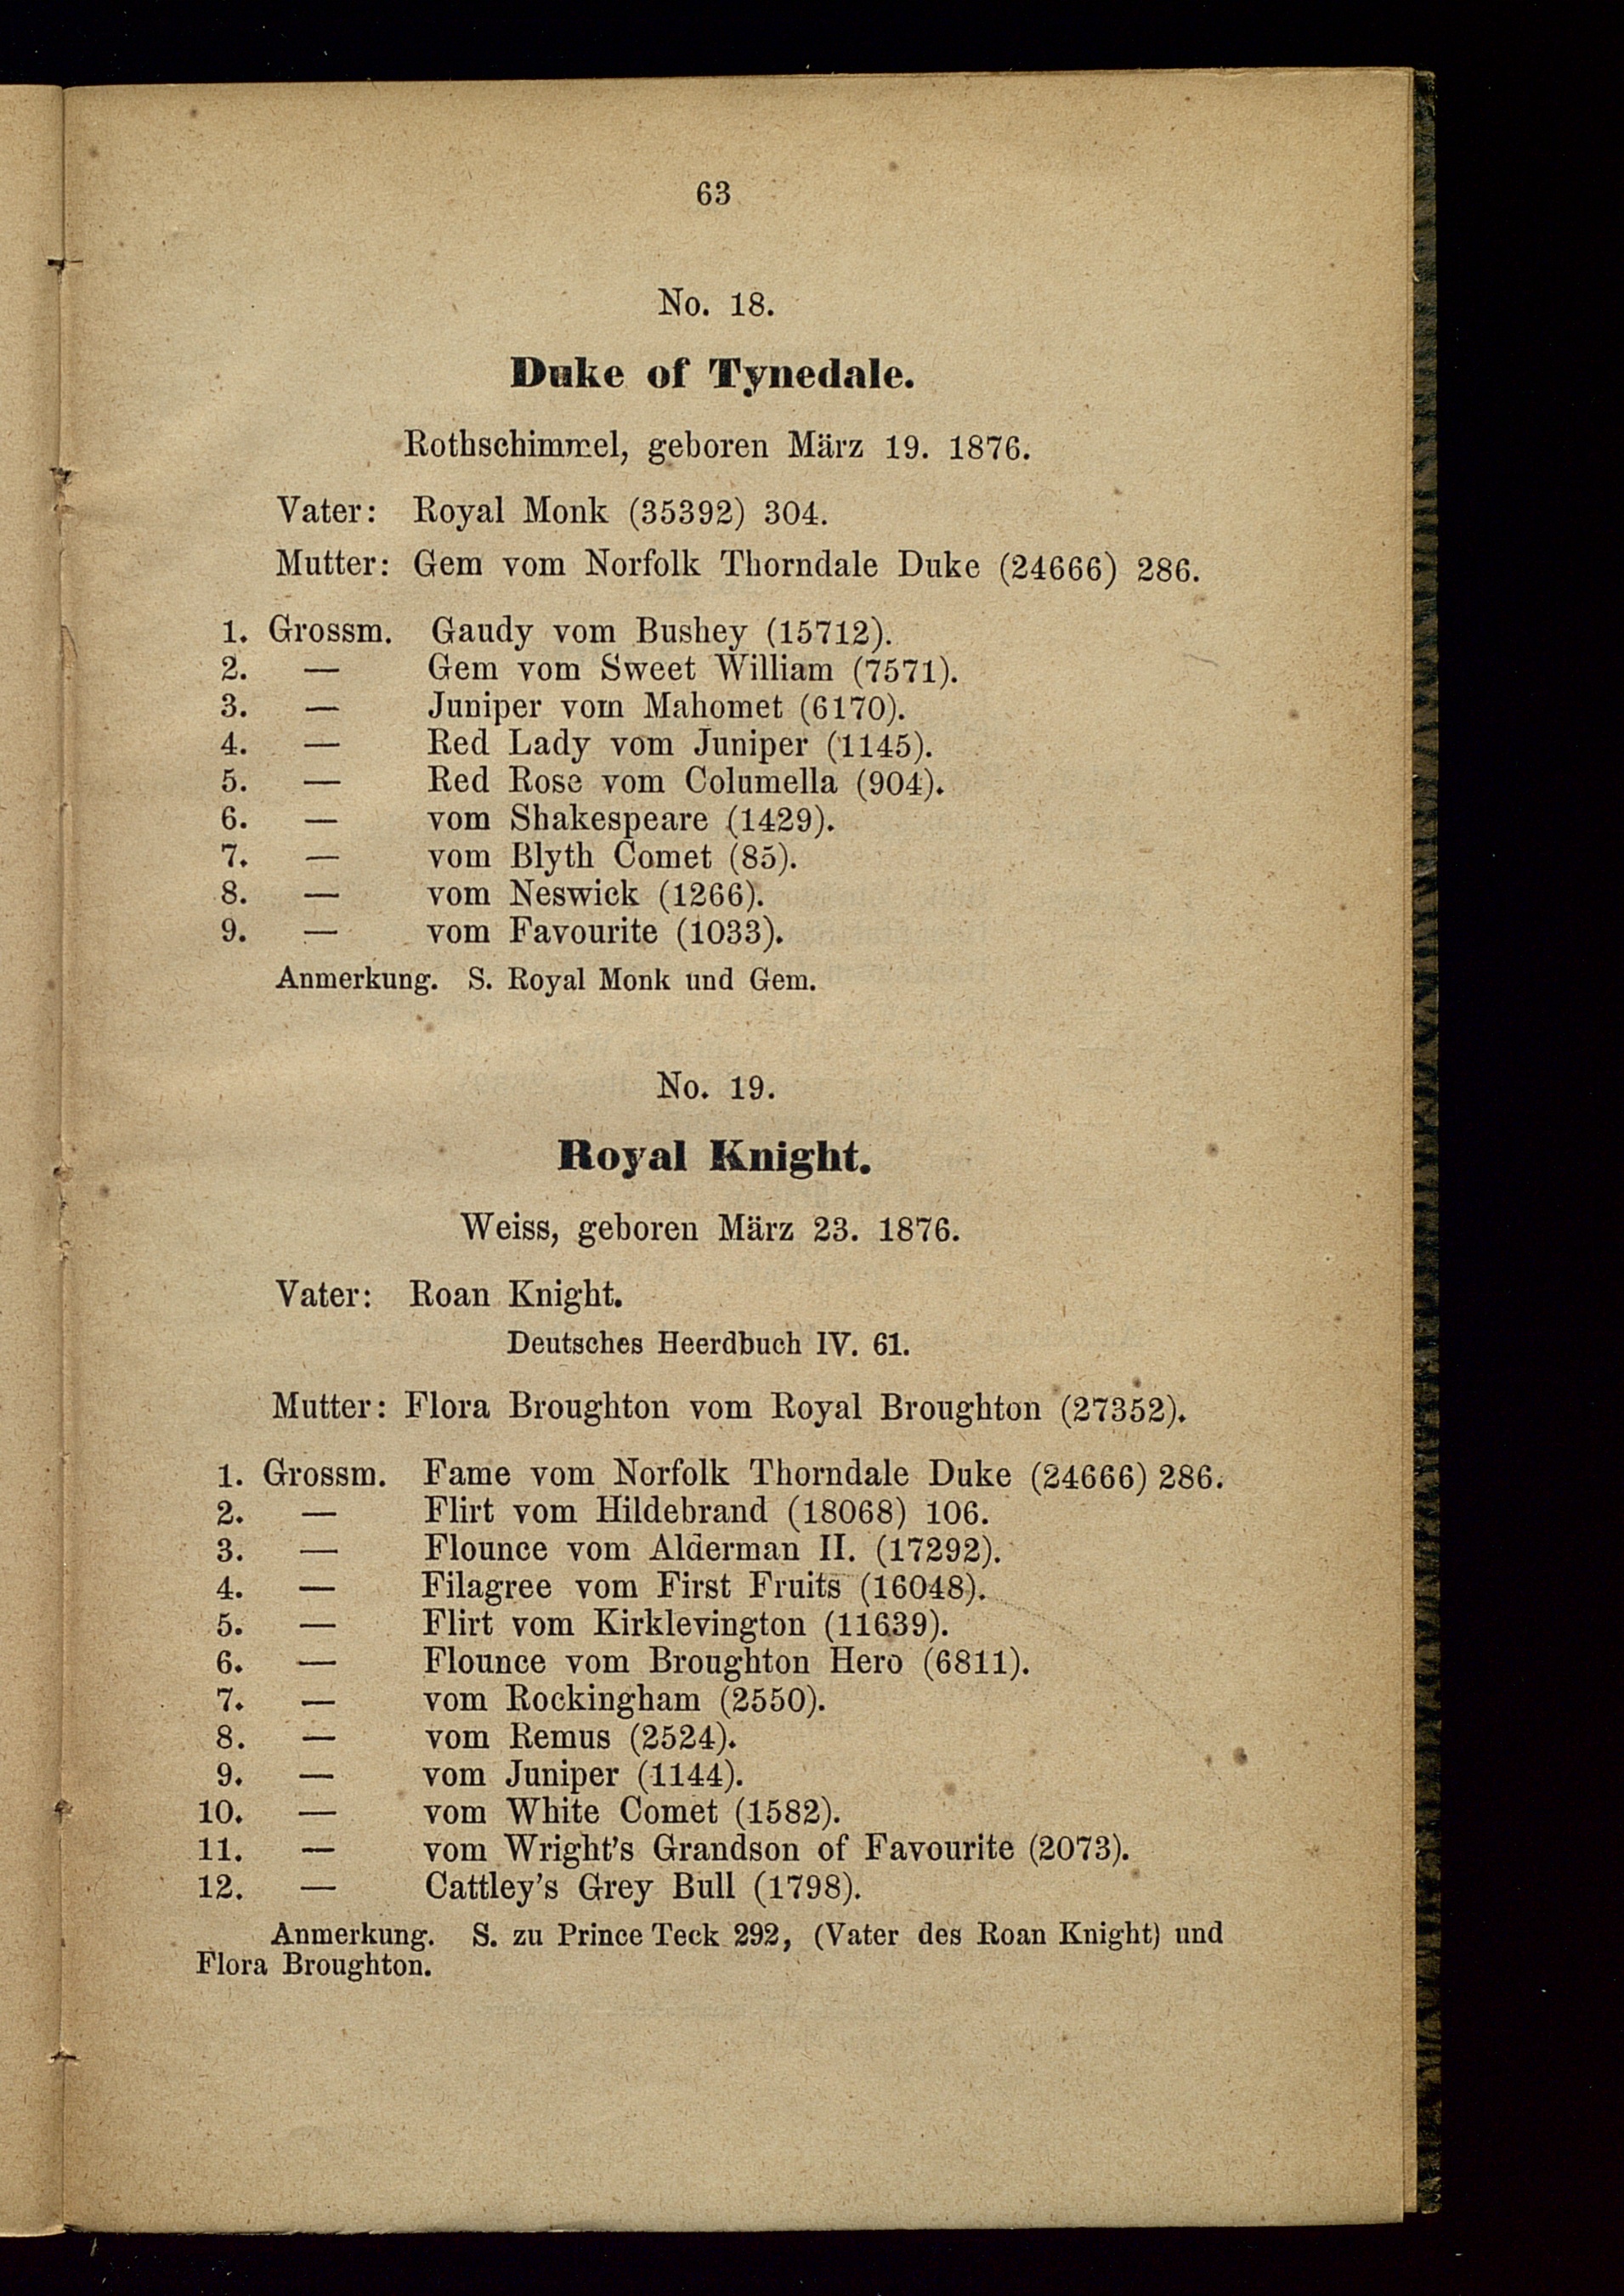 63
No. 18.
Duke of Tynedale.
Rothschimmel, geboren März 19. 1876.
Vater: Royal Monk (35392) 304.
Mutter: Gem vom Norfolk Thorndale Duke (24666) 286.
1. Grossm. Gaudy vom Bushey (15712).
2. — Gem vom Sweet William (7571).
3. — Juniper vom Mahomet (6170).
4. — Red Lady vom Juniper (1145).
5. — Red Rose vom Columella (904).
6. — vom Shakespeare (1429).
7. — vom Blyth Comet (85).
8. — vom Neswick (1266).
9. — vom Favourite (1033).
Anmerkung. S. Royal Monk und Gem.
No. 19.
Royal Knight.
Weiss, geboren März 23. 1876.
Vater: Roan Knight.
Deutsches Heerdbuch IV. 61.
Mutter: Flora Broughton vom Royal Broughton (27352).
1. Grossm. Fame vom Norfolk Thorndale Duke (24666) 286.
2. — Flirt vom Hildebrand (18068) 106.
3. — Flounce vom Alderman II. (17292).
4. — Filagree vom First Fruits (16048).
5. — Flirt vom Kirklevington (11639).
6. — Flounce vom Broughton Hero (6811).
7. — vom Rockingham (2550).
8. — vom Remus (2524).
9. — vom Juniper (1144).
10. — vom White Comet (1582).
11. — vom Wright's Grandson of Favourite (2073).
12. — Cattley's Grey Bull (1798).
Anmerkung. S. zu Prince Teck 292, (Vater des Roan Knight) und
Flora Broughton.